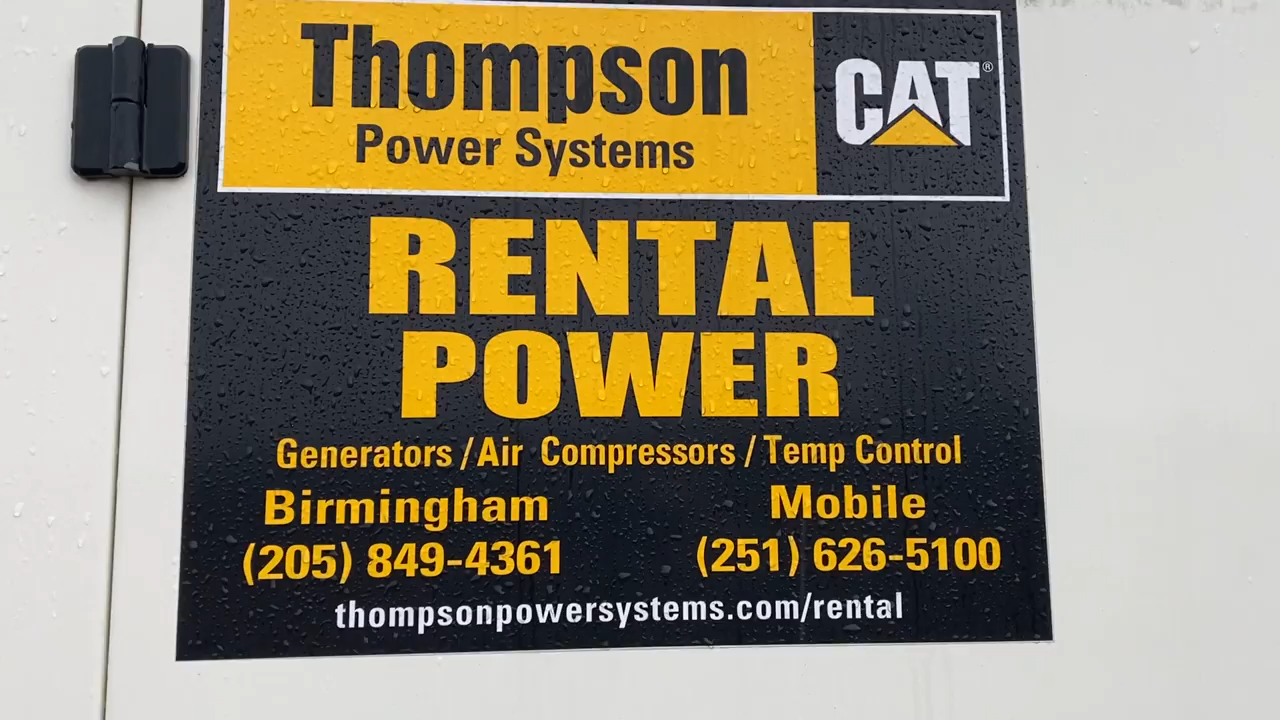 Thompson
Power Systems
CAT®
RENTAL
POWER
Generators / Air Compressors / Temp Control
Birmingham
(205) 849-4361
Mobile
(251) 626-5100
thompsonpowersystems.com/rental